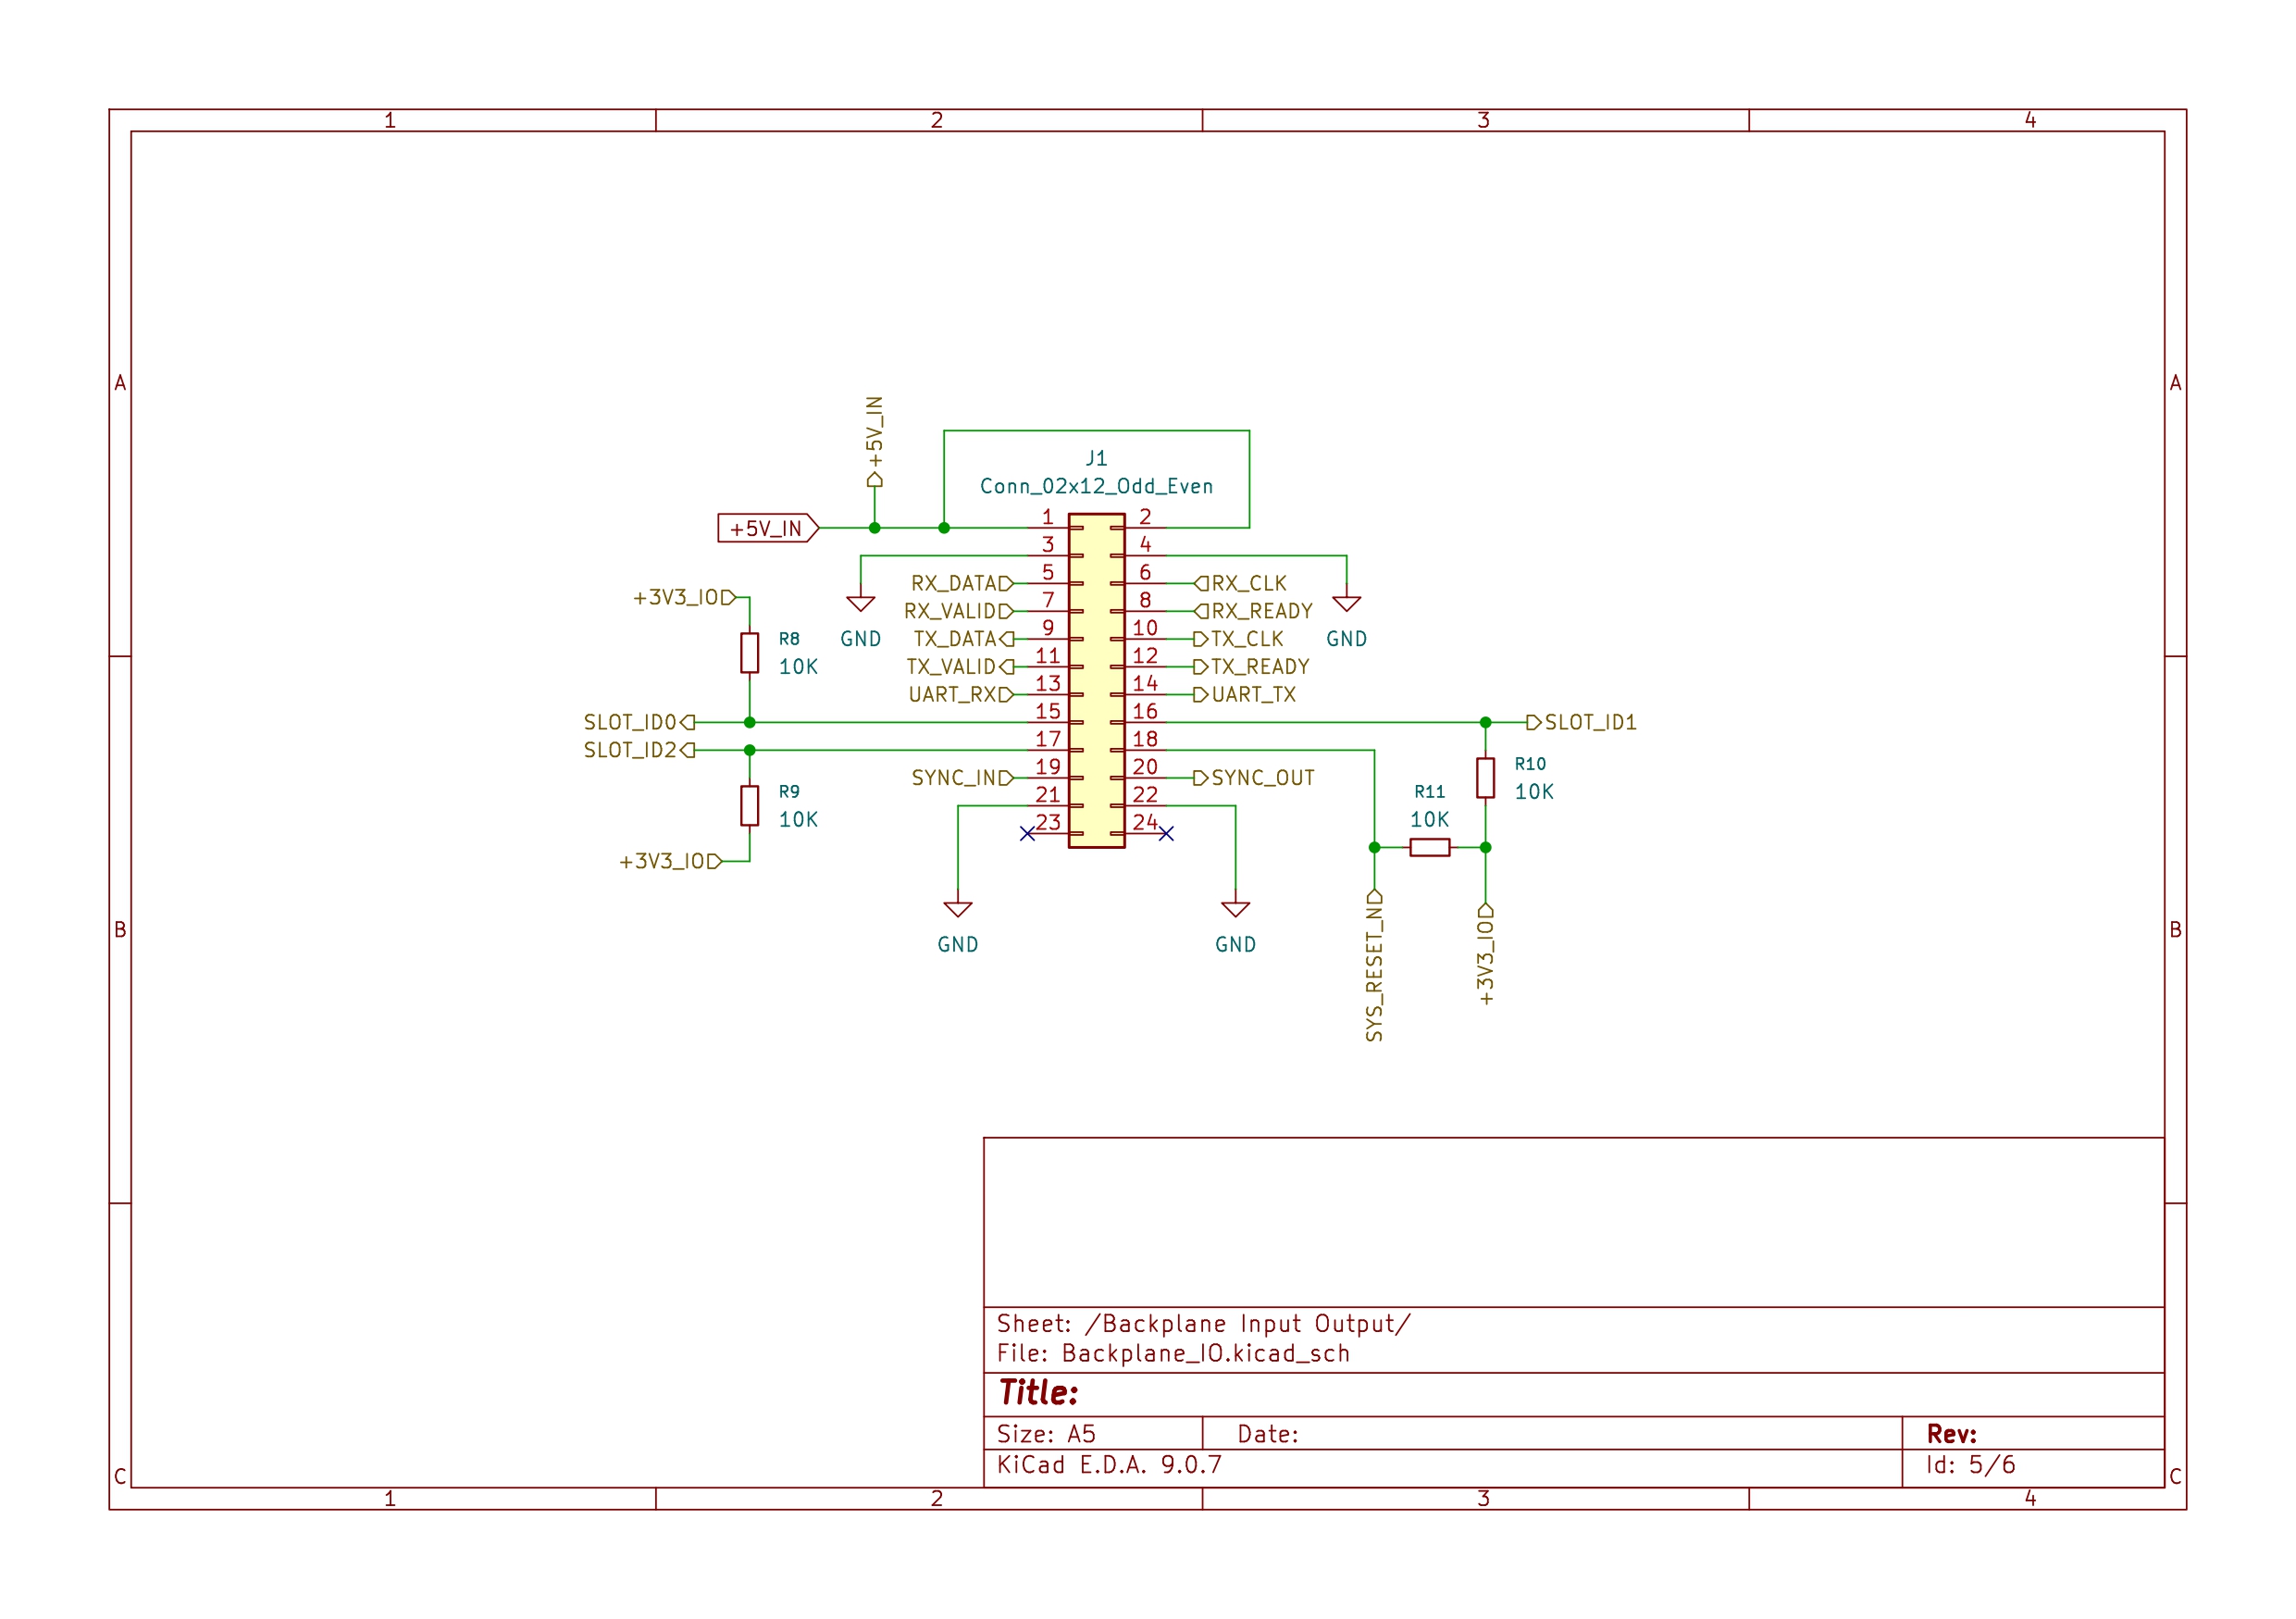 1 2 3 4
A A
+5V_IN
J1
Conn_02x12_Odd_Even
+5V_IN 1 2
3 4
RX_DATA 5 6 RX_CLK
+3V3_IO
RX_VALID 7 8 RX_READY
R8 GND TX_DATA 9 10 TX_CLK GND
10K TX_VALID 11 12 TX_READY
UART_RX 13 14 UART_TX
SLOT_ID0 15 16 SLOT_ID1
SLOT_ID2 17 18
R10
SYNC_IN 19 20 SYNC_OUT
R9 R11 10K
21 22
10K 10K
23 24
+3V3_IO
B B
GND GND
SYS_RESET_N
+3V3_IO
Sheet: /Backplane Input Output/
File: Backplane_IO.kicad_sch
Title:
Size: A5 Date: Rev:
KiCad E.D.A. 9.0.7 Id: 5/6
C C
1 2 3 4